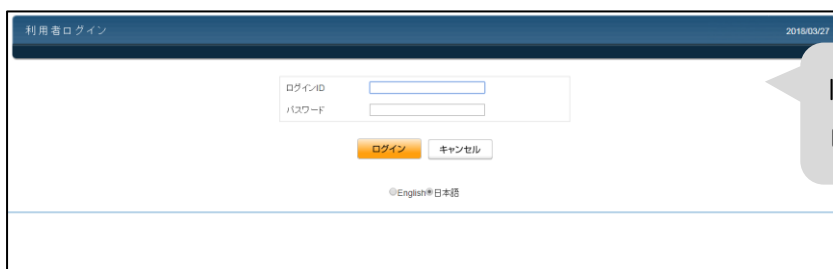 利用者ログイン
2018/03/27
ログインID
パスワード
ログイン キャンセル
English 日本語